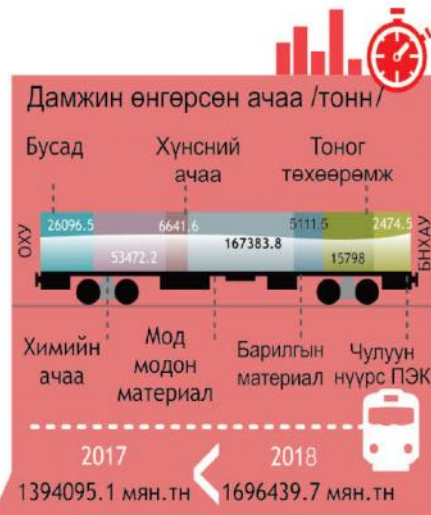 Дамжин өнгөрсөн ачаа /тонн/
Бусад
Хүнсний
ачаа
Тоног
төхөөрөмж
ОХУ
26096.5
53472.2
6641.6
167383.8
5111.5
15798
2474.5
БНХАУ
Химийн
ачаа
Мод
модон
материал
Барилгын
материал
Чулуун
нүүрс ПЭК
2017
<
2018
1394095.1 мян.тн
1696439.7 мян.тн